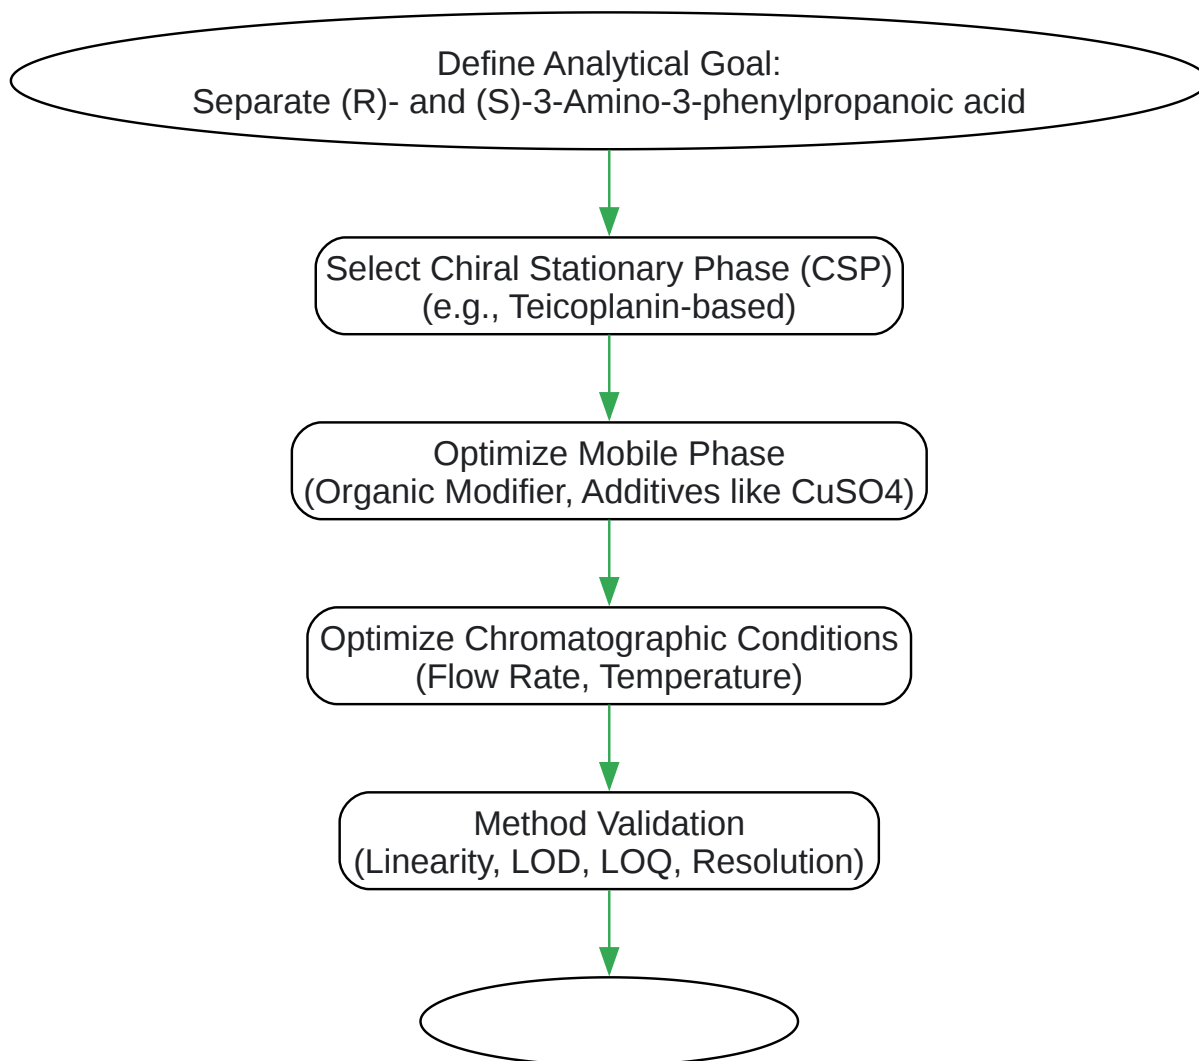 Define Analytical Goal:
Separate (R)- and (S)-3-Amino-3-phenylpropanoic acid
Select Chiral Stationary Phase (CSP)
(e.g., Teicoplanin-based)
Optimize Mobile Phase
(Organic Modifier, Additives like CuSO4)
Optimize Chromatographic Conditions
(Flow Rate, Temperature)
Method Validation
(Linearity, LOD, LOQ, Resolution)